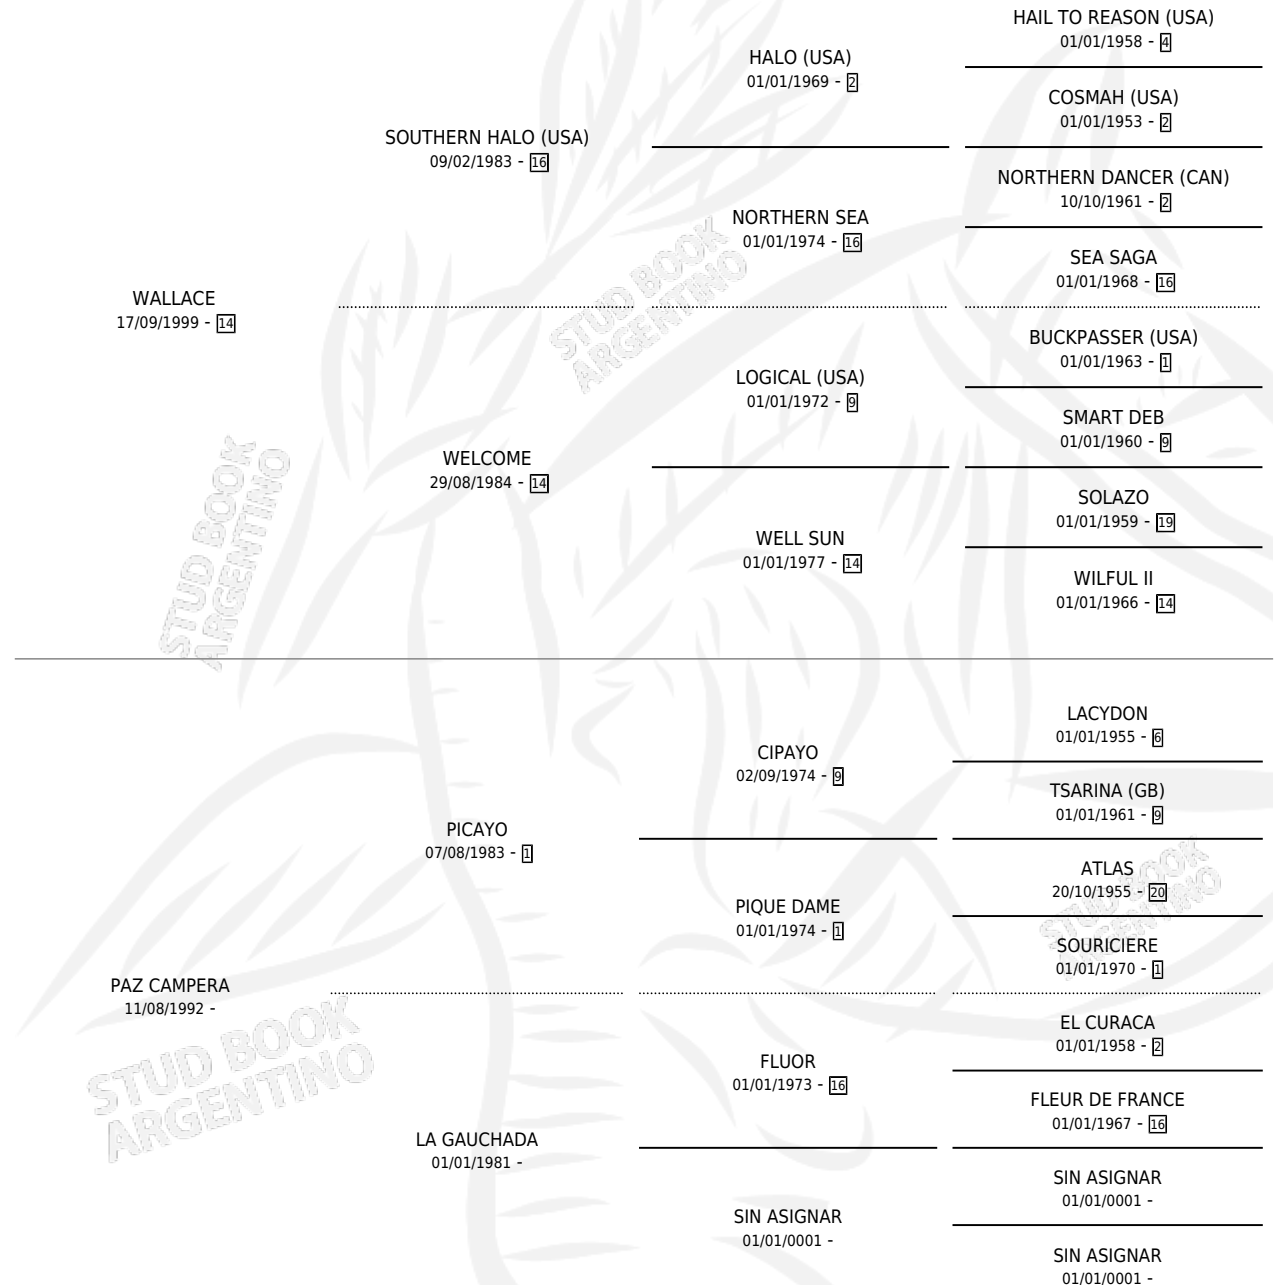 HAIL TO REASON (USA)
01/01/1958 - 4
HALO (USA)
01/01/1969 - 2
COSMAH (USA)
01/01/1953 - 2
SOUTHERN HALO (USA)
09/02/1983 - 16
NORTHERN DANCER (CAN)
10/10/1961 - 2
NORTHERN SEA
01/01/1974 - 16
SEA SAGA
01/01/1968 - 16
WALLACE
17/09/1999 - 14
STUD BOOK
ARGENTINO
BUCKPASSER (USA)
01/01/1963 - 1
LOGICAL (USA)
01/01/1972 - 9
SMART DEB
01/01/1960 - 9
WELCOME
29/08/1984 - 14
SOLAZO
01/01/1959 - 19
WELL SUN
01/01/1977 - 14
WILFUL II
01/01/1966 - 14
STUD BOOK
ARGENTINO
LACYDON
01/01/1955 - 6
CIPAYO
02/09/1974 - 9
TSARINA (GB)
01/01/1961 - 9
PICAYO
07/08/1983 - 1
ATLAS
20/10/1955 - 20
PIQUE DAME
01/01/1974 - 1
SOURICIERE
01/01/1970 - 1
STUD BOOK
ARGENTINO
PAZ CAMPERA
11/08/1992 -
EL CURACA
01/01/1958 - 2
FLUOR
01/01/1973 - 16
FLEUR DE FRANCE
01/01/1967 - 16
STUD BOOK
ARGENTINO
LA GAUCHADA
01/01/1981 -
SIN ASIGNAR
01/01/0001 -
SIN ASIGNAR
01/01/0001 -
SIN ASIGNAR
01/01/0001 -